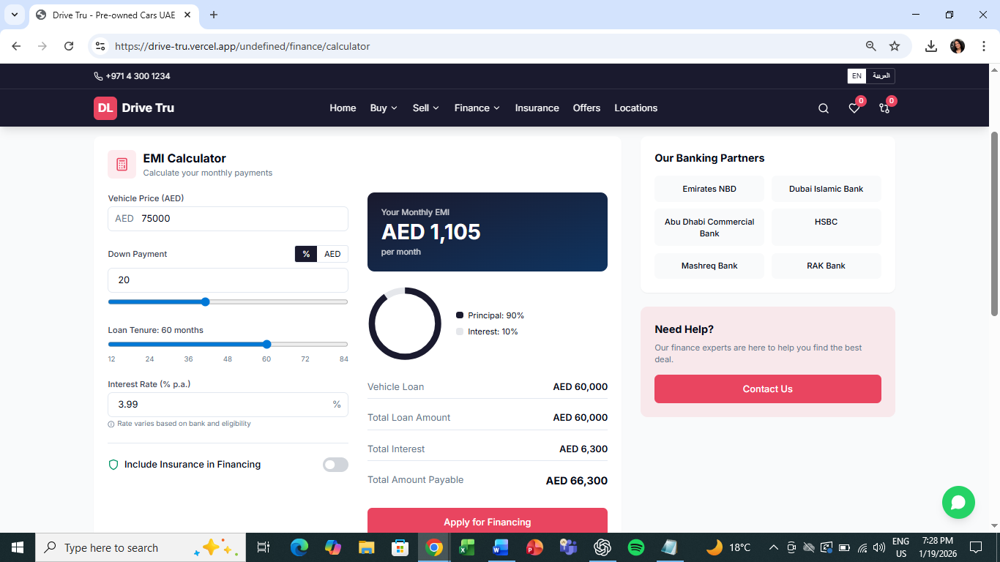 Drive Tru - Pre-owned Cars UAE
https://drive-tru.vercel.app/undefined/finance/calculator
+971 4 300 1234
EN
العربية
DL
Drive Tru
Home
Buy
Sell
Finance
Insurance
Offers
Locations
0
0
EMI Calculator
Calculate your monthly payments
Vehicle Price (AED)
AED 75000
Down Payment
%
AED
20
Loan Tenure: 60 months
12 24 36 48 60 72 84
Interest Rate (% p.a.)
3.99 %
Rate varies based on bank and eligibility
Include Insurance in Financing
Your Monthly EMI
AED 1,105
per month
Principal: 90%
Interest: 10%
Vehicle Loan AED 60,000
Total Loan Amount AED 60,000
Total Interest AED 6,300
Total Amount Payable AED 66,300
Apply for Financing
Our Banking Partners
Emirates NBD
Dubai Islamic Bank
Abu Dhabi Commercial
Bank
HSBC
Mashreq Bank
RAK Bank
Need Help?
Our finance experts are here to help you find the best
deal.
Contact Us
Type here to search
18°C
ENG
US
7:28 PM
1/19/2026